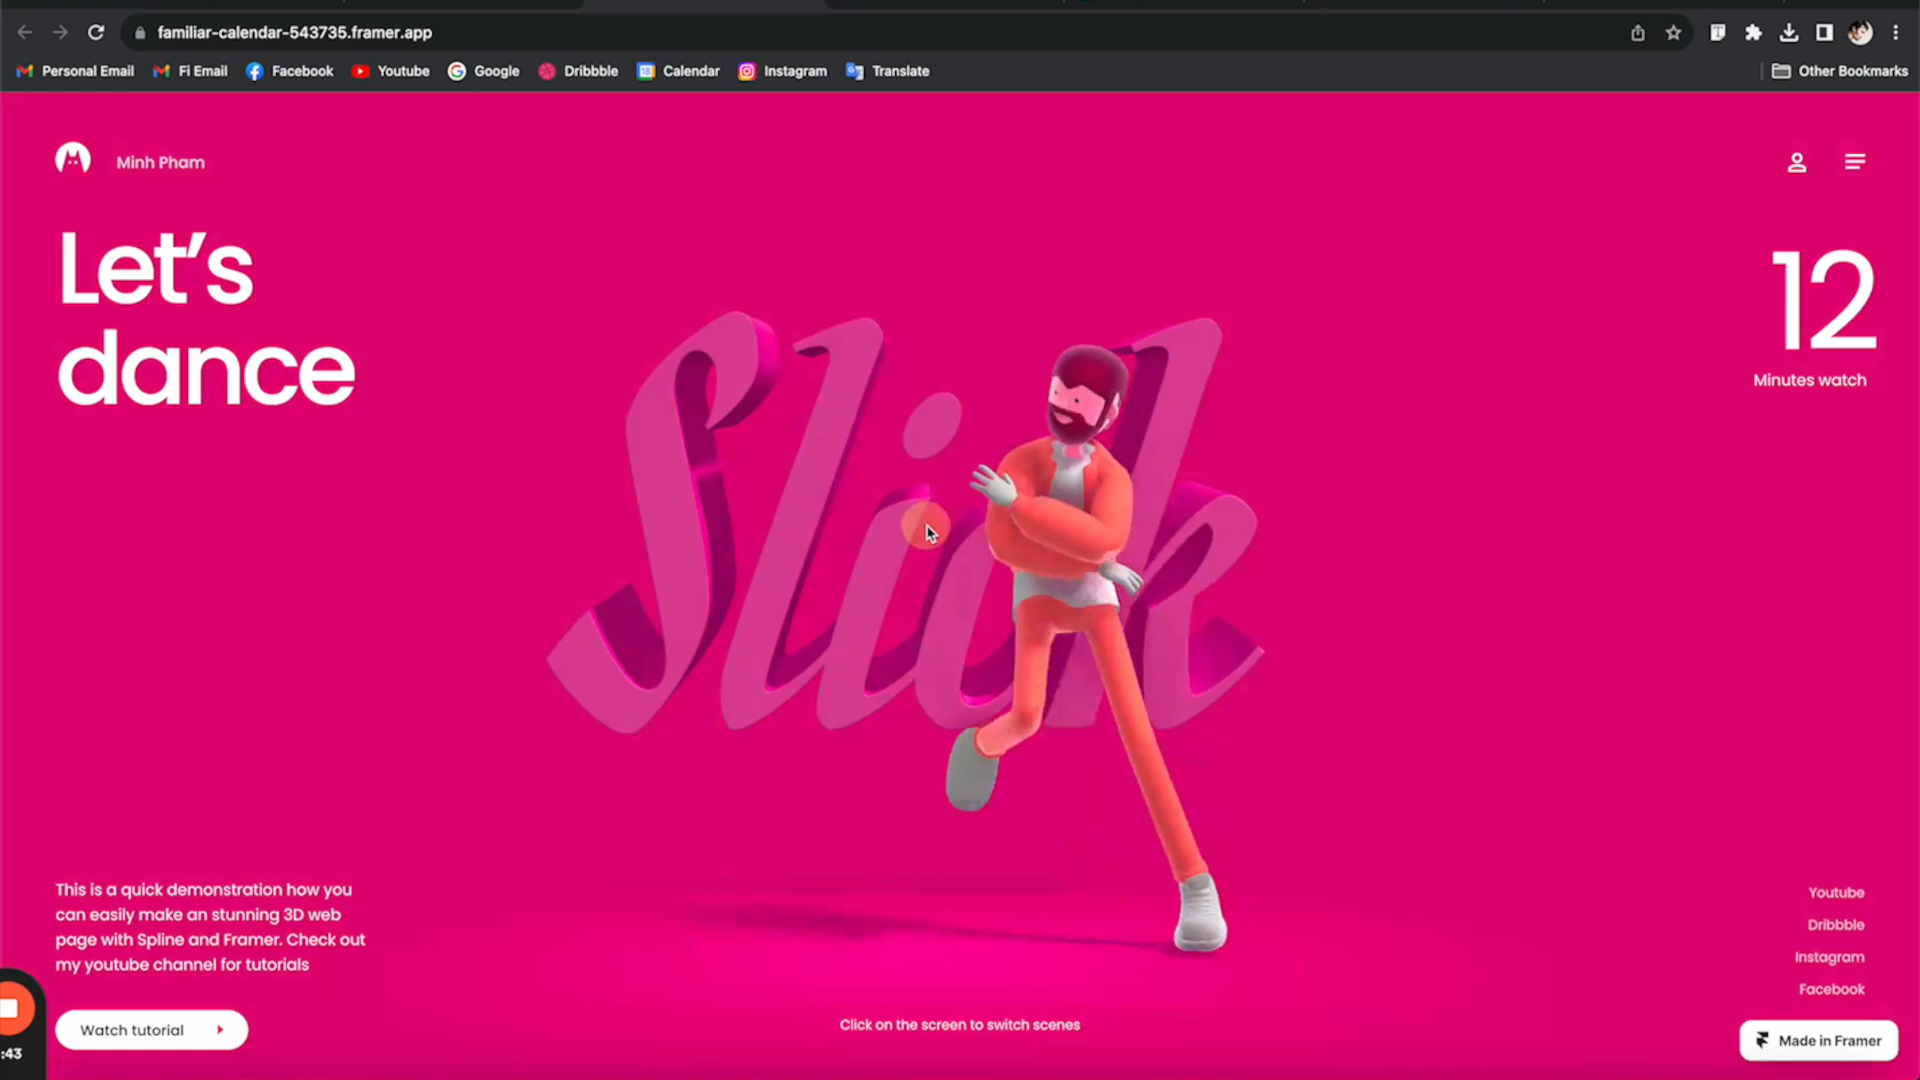 familiar-calendar-543735.framer.app
Personal Email
Fi Email
Facebook
Youtube
Google
Dribbble
Calendar
Instagram
Translate
Other Bookmarks
Minh Pham
Let's
dance
12
Minutes watch
Slick
This is a quick demonstration how you
can easily make an stunning 3D web
page with Spline and Framer. Check out
my youtube channel for tutorials
Watch tutorial
:43
Click on the screen to switch scenes
Youtube
Dribbble
Instagram
Facebook
Made in Framer